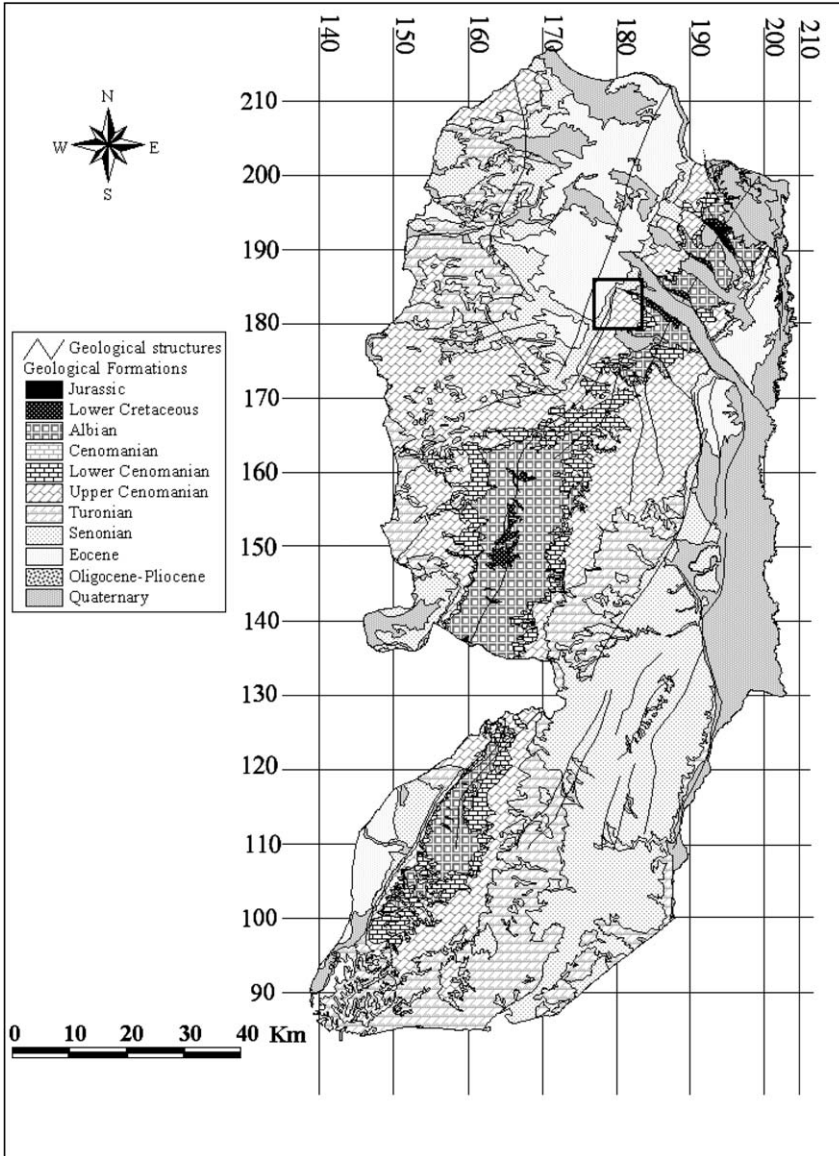 140 150 160 170 180 190 200 210
N
W E
S
210
200
190
180
170
160
150
140
130
120
110
100
90
Geological structures
Geological Formations
Jurassic
Lower Cretaceous
Albian
Cenomanian
Lower Cenomanian
Upper Cenomanian
Turonian
Senonian
Eocene
Oligocene-Pliocene
Quaternary
0 10 20 30 40 Km